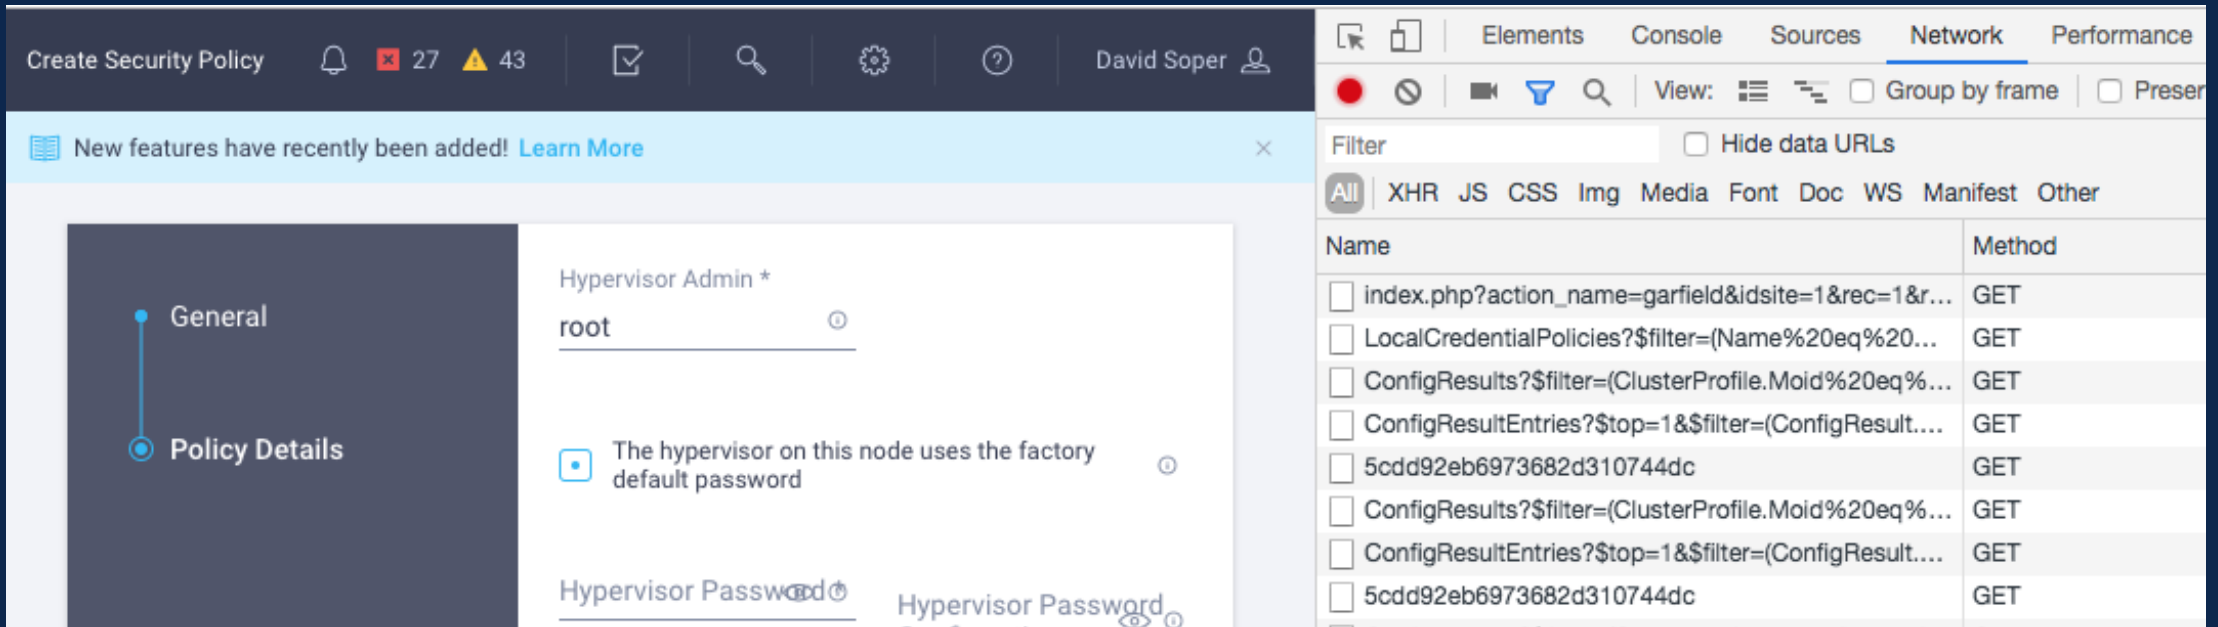 Create Security Policy 27 43 David Soper
New features have recently been added! Learn More
General
Policy Details
Hypervisor Admin *
root
The hypervisor on this node uses the factory
default password
Hypervisor Password *
Hypervisor Password
Elements Console Sources Network Performance
View: Group by frame Preser
Filter Hide data URLs
All XHR JS CSS Img Media Font Doc WS Manifest Other
Name Method
index.php?action_name=garfield&idsite=1&rec=1&r... GET
LocalCredentialPolicies?$filter=(Name%20eq%20... GET
ConfigResults?$filter=(ClusterProfile.Moid%20eq%... GET
ConfigResultEntries?$top=1&$filter=(ConfigResult.... GET
5cdd92eb6973682d310744dc GET
ConfigResults?$filter=(ClusterProfile.Moid%20eq%... GET
ConfigResultEntries?$top=1&$filter=(ConfigResult.... GET
5cdd92eb6973682d310744dc GET